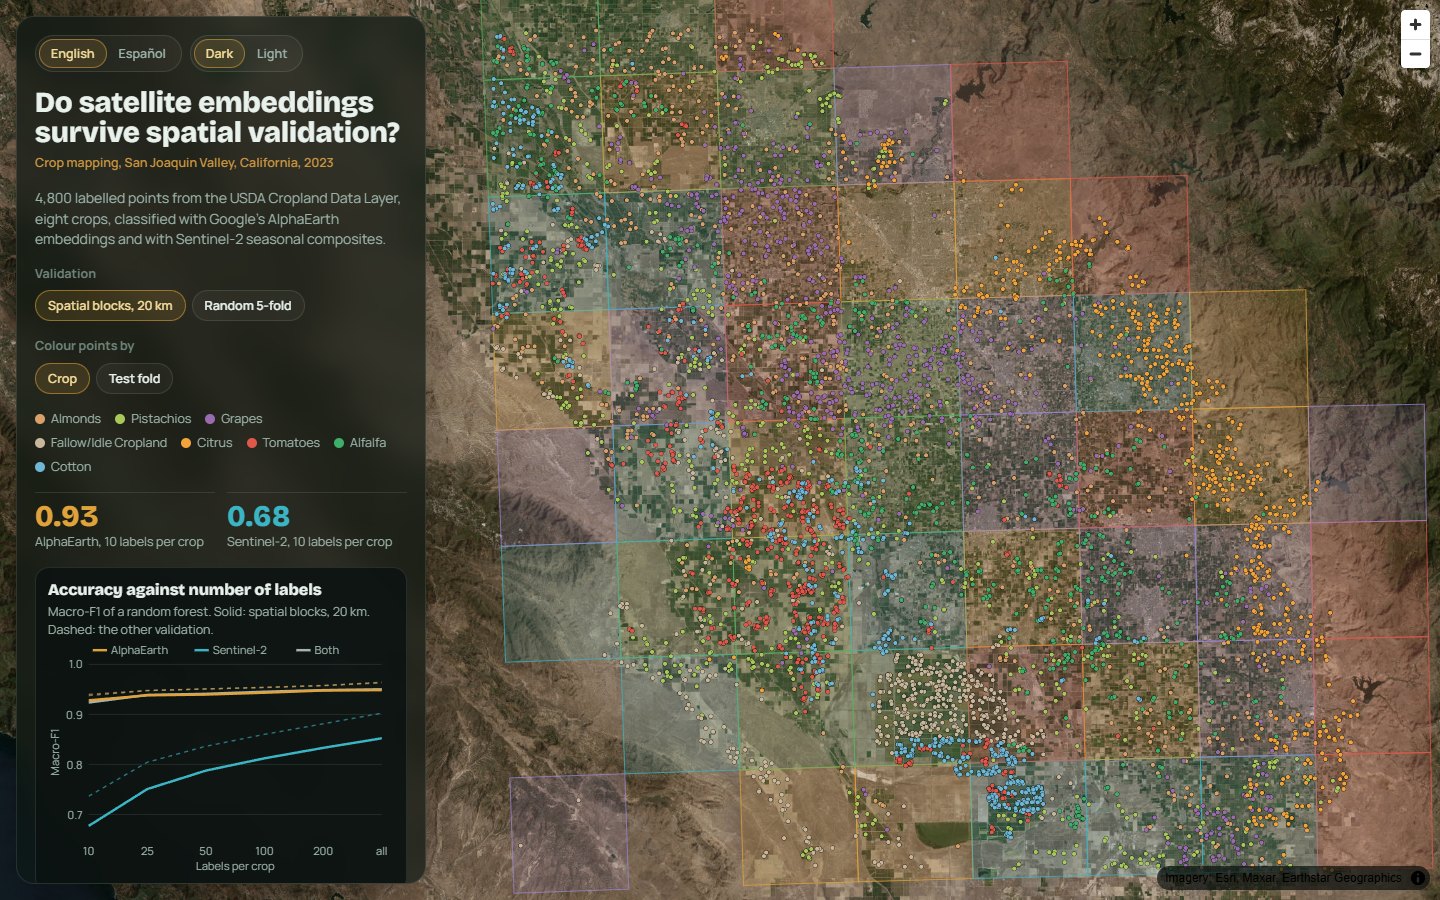 English Español Dark Light
Do satellite embeddings
survive spatial validation?
Crop mapping, San Joaquin Valley, California, 2023
4,800 labelled points from the USDA Cropland Data Layer,
eight crops, classified with Google's AlphaEarth
embeddings and with Sentinel-2 seasonal composites.
Validation
Spatial blocks, 20 km Random 5-fold
Colour points by
Crop Test fold
Almonds Pistachios Grapes
Fallow/Idle Cropland Citrus Tomatoes Alfalfa
Cotton
0.93 0.68
AlphaEarth, 10 labels per crop Sentinel-2, 10 labels per crop
Accuracy against number of labels
Macro-F1 of a random forest. Solid: spatial blocks, 20 km.
Dashed: the other validation.
AlphaEarth Sentinel-2 Both
1.0
0.9
0.8
0.7
Macro-F1
10 25 50 100 200 all
Labels per crop
+
−
Imagery: Esri, Maxar, Earthstar Geographics